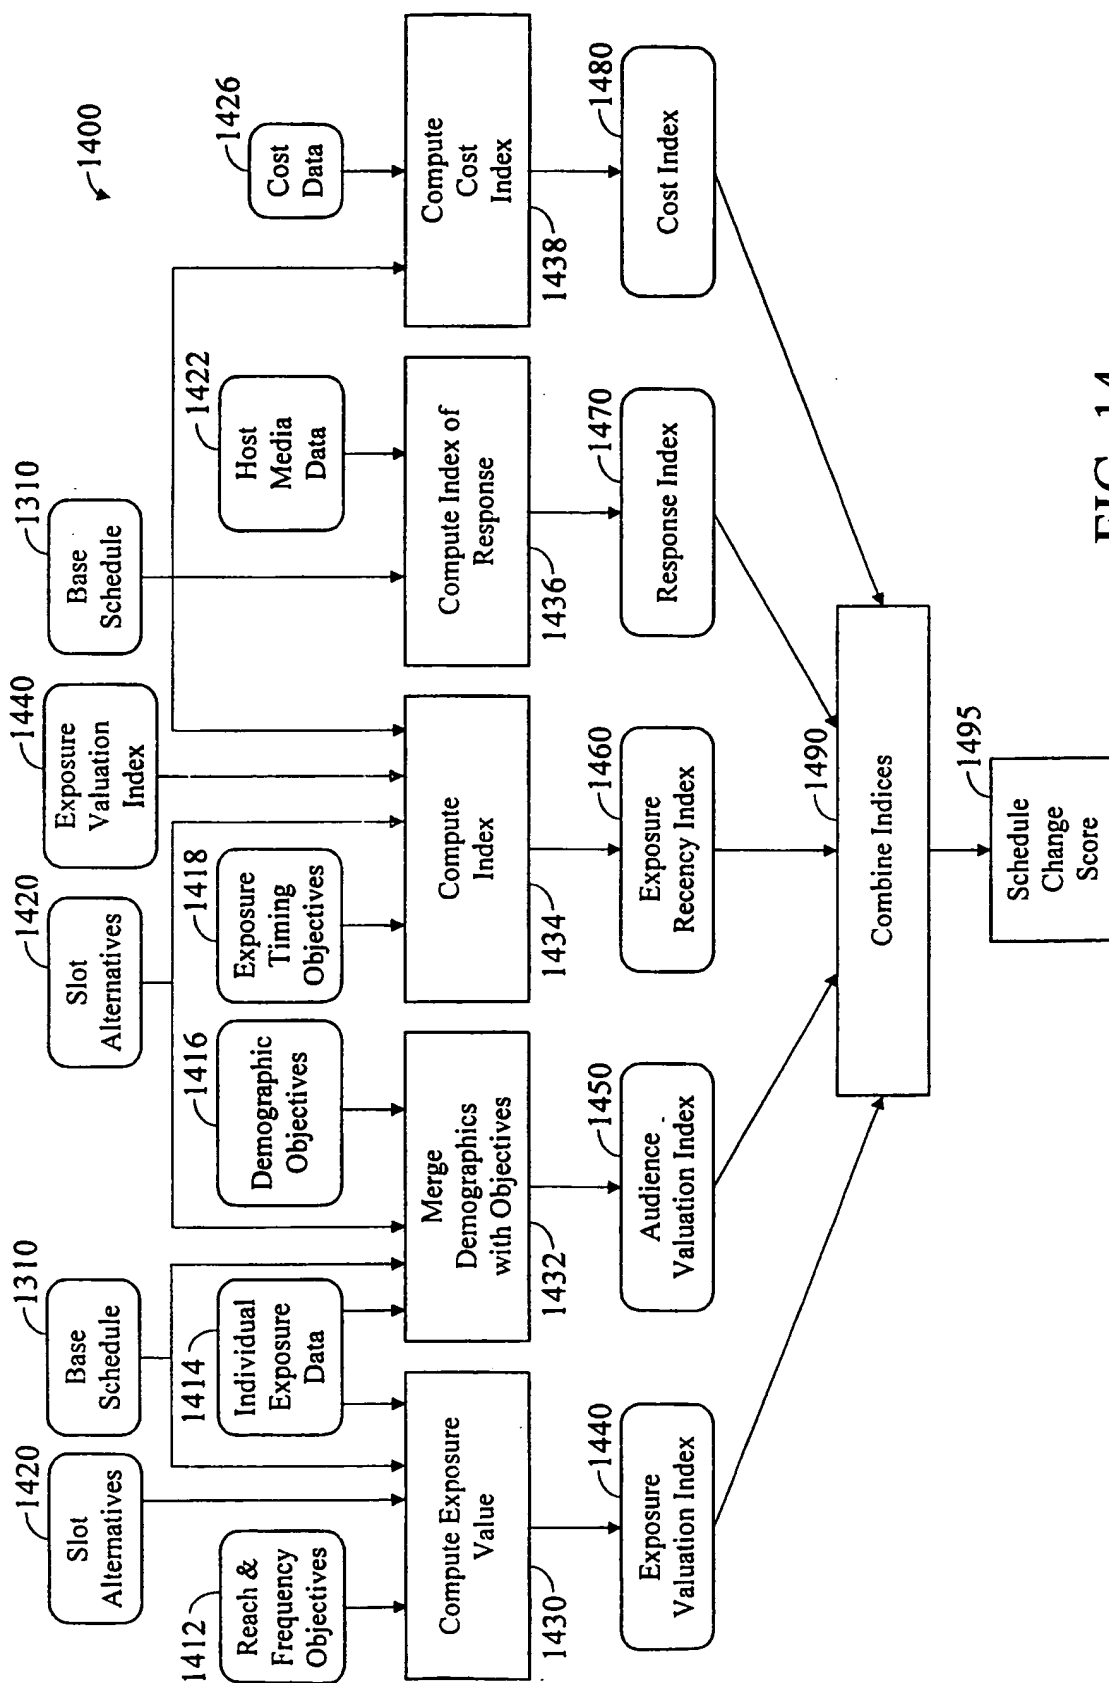 1400
1420
Slot
Alternatives
1310
Base
Schedule
1420
Slot
Alternatives
1440
Exposure
Valuation
Index
1310
Base
Schedule
1412
Reach &
Frequency
Objectives
1414
Individual
Exposure
Data
1416
Demographic
Objectives
1418
Exposure
Timing
Objectives
1422
Host
Media
Data
1426
Cost
Data
Compute Exposure
Value
1430
Merge
Demographics
with Objectives
1432
Compute
Index
1434
Compute Index of
Response
1436
Compute
Cost
Index
1438
1440
Exposure
Valuation Index
1450
Audience
Valuation Index
1460
Exposure
Recency Index
1470
Response Index
1480
Cost Index
1490
Combine Indices
1495
Schedule
Change
Score
FIG. 14